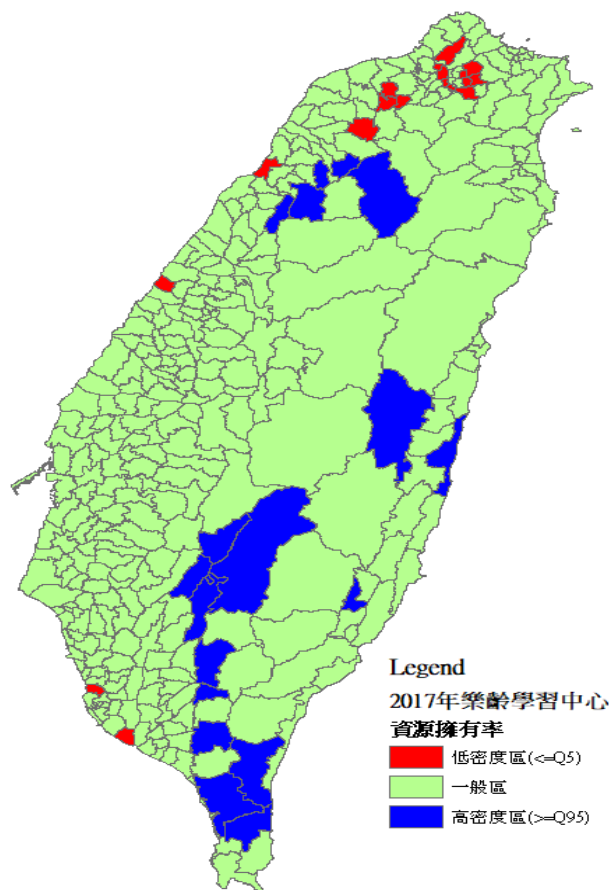 Legend
2017年樂齡學習中心
資源擁有率
低密度區(<=Q5)
一般區
高密度區(>=Q95)